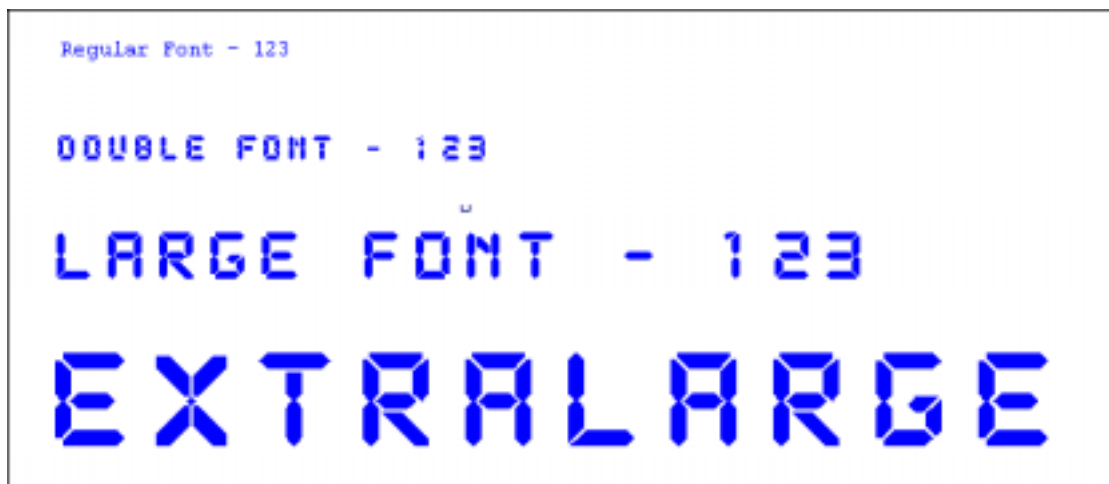 Regular Font - 123
DOUBLE FONT - 123
LARGE FONT - 123
EXTRALARGE